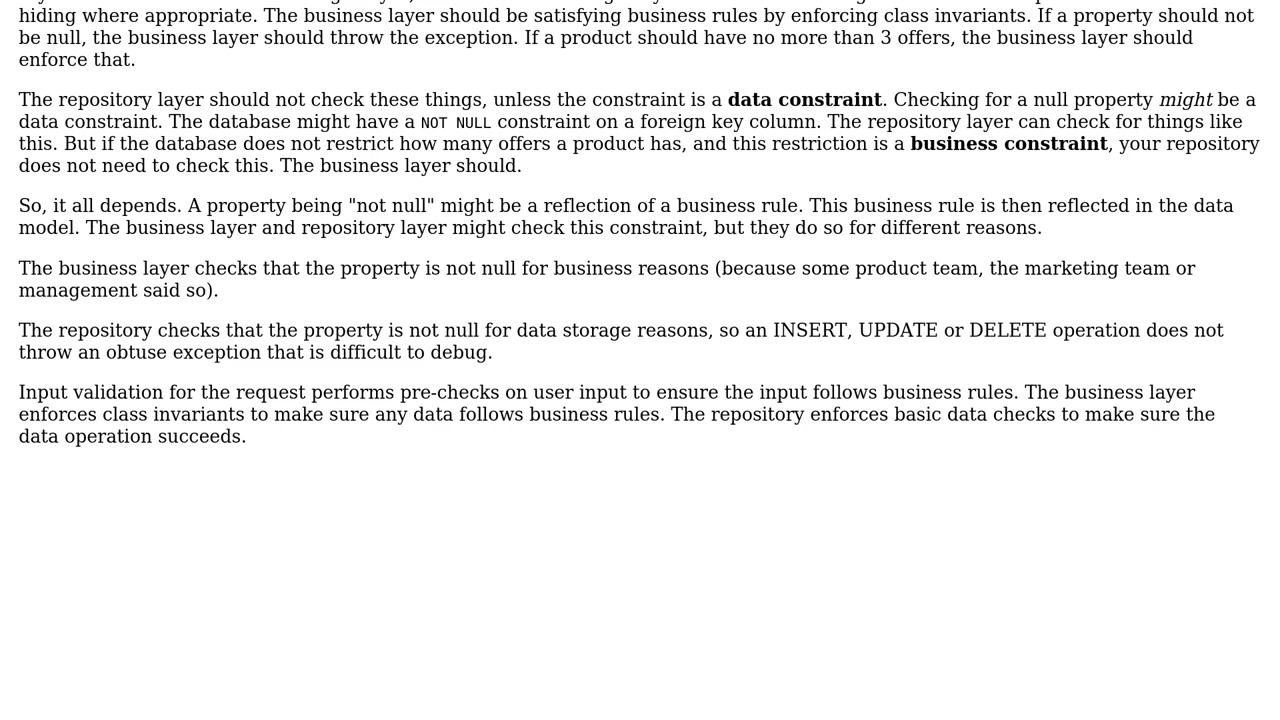 hiding where appropriate. The business layer should be satisfying business rules by enforcing class invariants. If a property should not
be null, the business layer should throw the exception. If a product should have no more than 3 offers, the business layer should
enforce that.
The repository layer should not check these things, unless the constraint is a data constraint. Checking for a null property might be a
data constraint. The database might have a NOT NULL constraint on a foreign key column. The repository layer can check for things like
this. But if the database does not restrict how many offers a product has, and this restriction is a business constraint, your repository
does not need to check this. The business layer should.
So, it all depends. A property being "not null" might be a reflection of a business rule. This business rule is then reflected in the data
model. The business layer and repository layer might check this constraint, but they do so for different reasons.
The business layer checks that the property is not null for business reasons (because some product team, the marketing team or
management said so).
The repository checks that the property is not null for data storage reasons, so an INSERT, UPDATE or DELETE operation does not
throw an obtuse exception that is difficult to debug.
Input validation for the request performs pre-checks on user input to ensure the input follows business rules. The business layer
enforces class invariants to make sure any data follows business rules. The repository enforces basic data checks to make sure the
data operation succeeds.